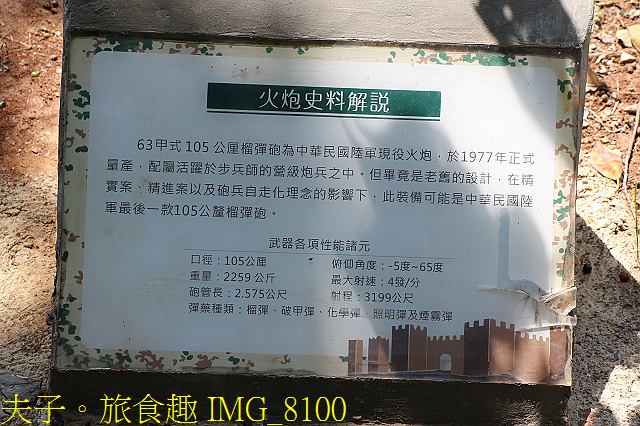 火炮史料解說
63甲式105公厘榴彈砲為中華民國陸軍現役火炮，於1977年正式
量產，配屬活躍於步兵師的營級炮兵之中。但畢竟是老舊的設計，在精
實案、精進案以及砲兵自走化理念的影響下，此裝備可能是中華民國陸
軍最後一款105公釐榴彈砲。
武器各項性能諸元
口徑：105公厘 俯仰角度：-5度~65度
重量：2259公斤 最大射速：4發/分
砲管長：2.575公尺 射程：3199公尺
彈藥種類：榴彈、破甲彈、化學彈、照明彈及煙霧彈
夫子。旅食趣 IMG_8100